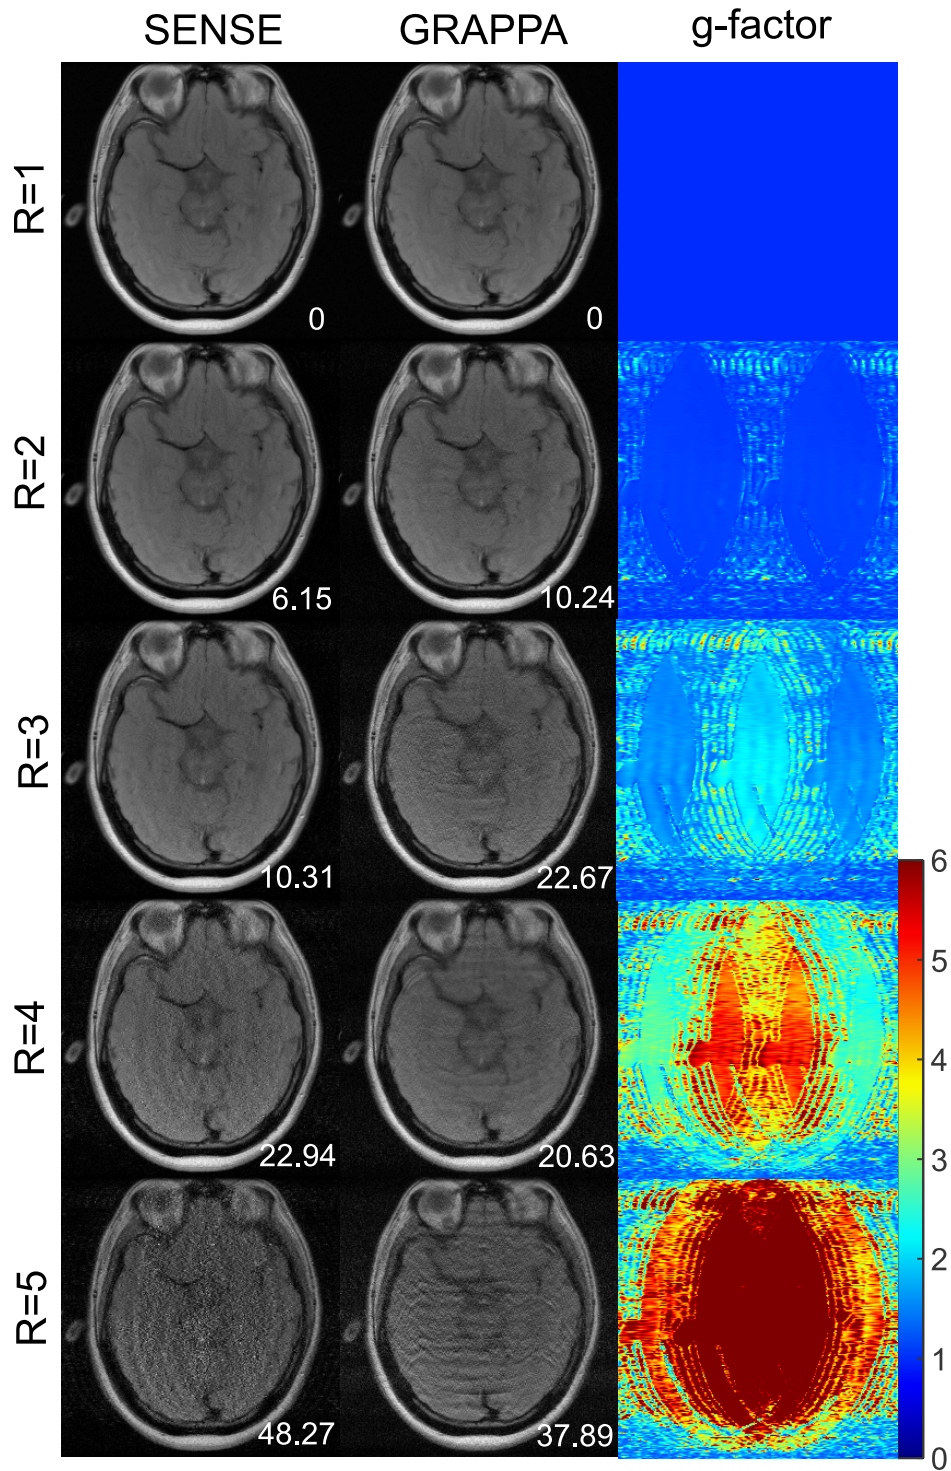 SENSE GRAPPA g-factor
R=1
0 0
R=2
6.15 10.24
R=3
10.31 22.67
6
5
R=4
4
22.94 20.63
3
2
R=5
1
48.27 37.89
0